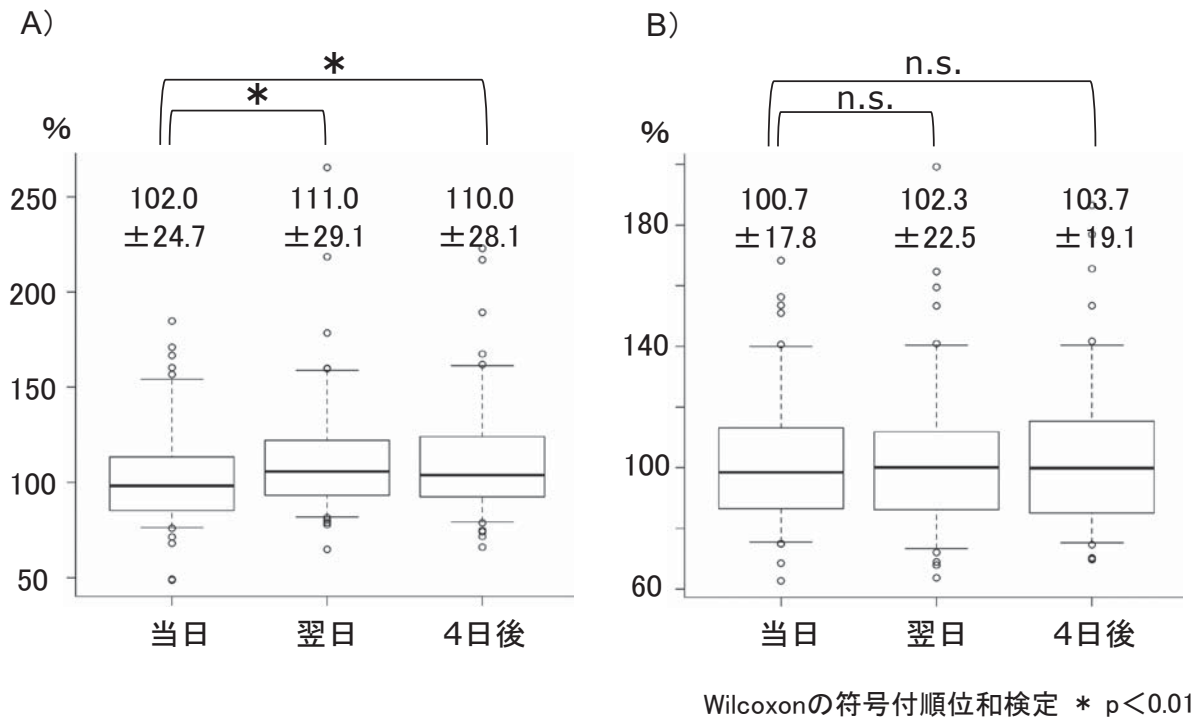 A)
*
*
%
250
200
150
100
50
102.0
±24.7
111.0
±29.1
110.0
±28.1
当日
翌日
4日後
B)
n.s.
n.s.
%
180
140
100
60
100.7
±17.8
102.3
±22.5
103.7
±19.1
当日
翌日
4日後
Wilcoxonの符号付順位和検定 * p<0.01